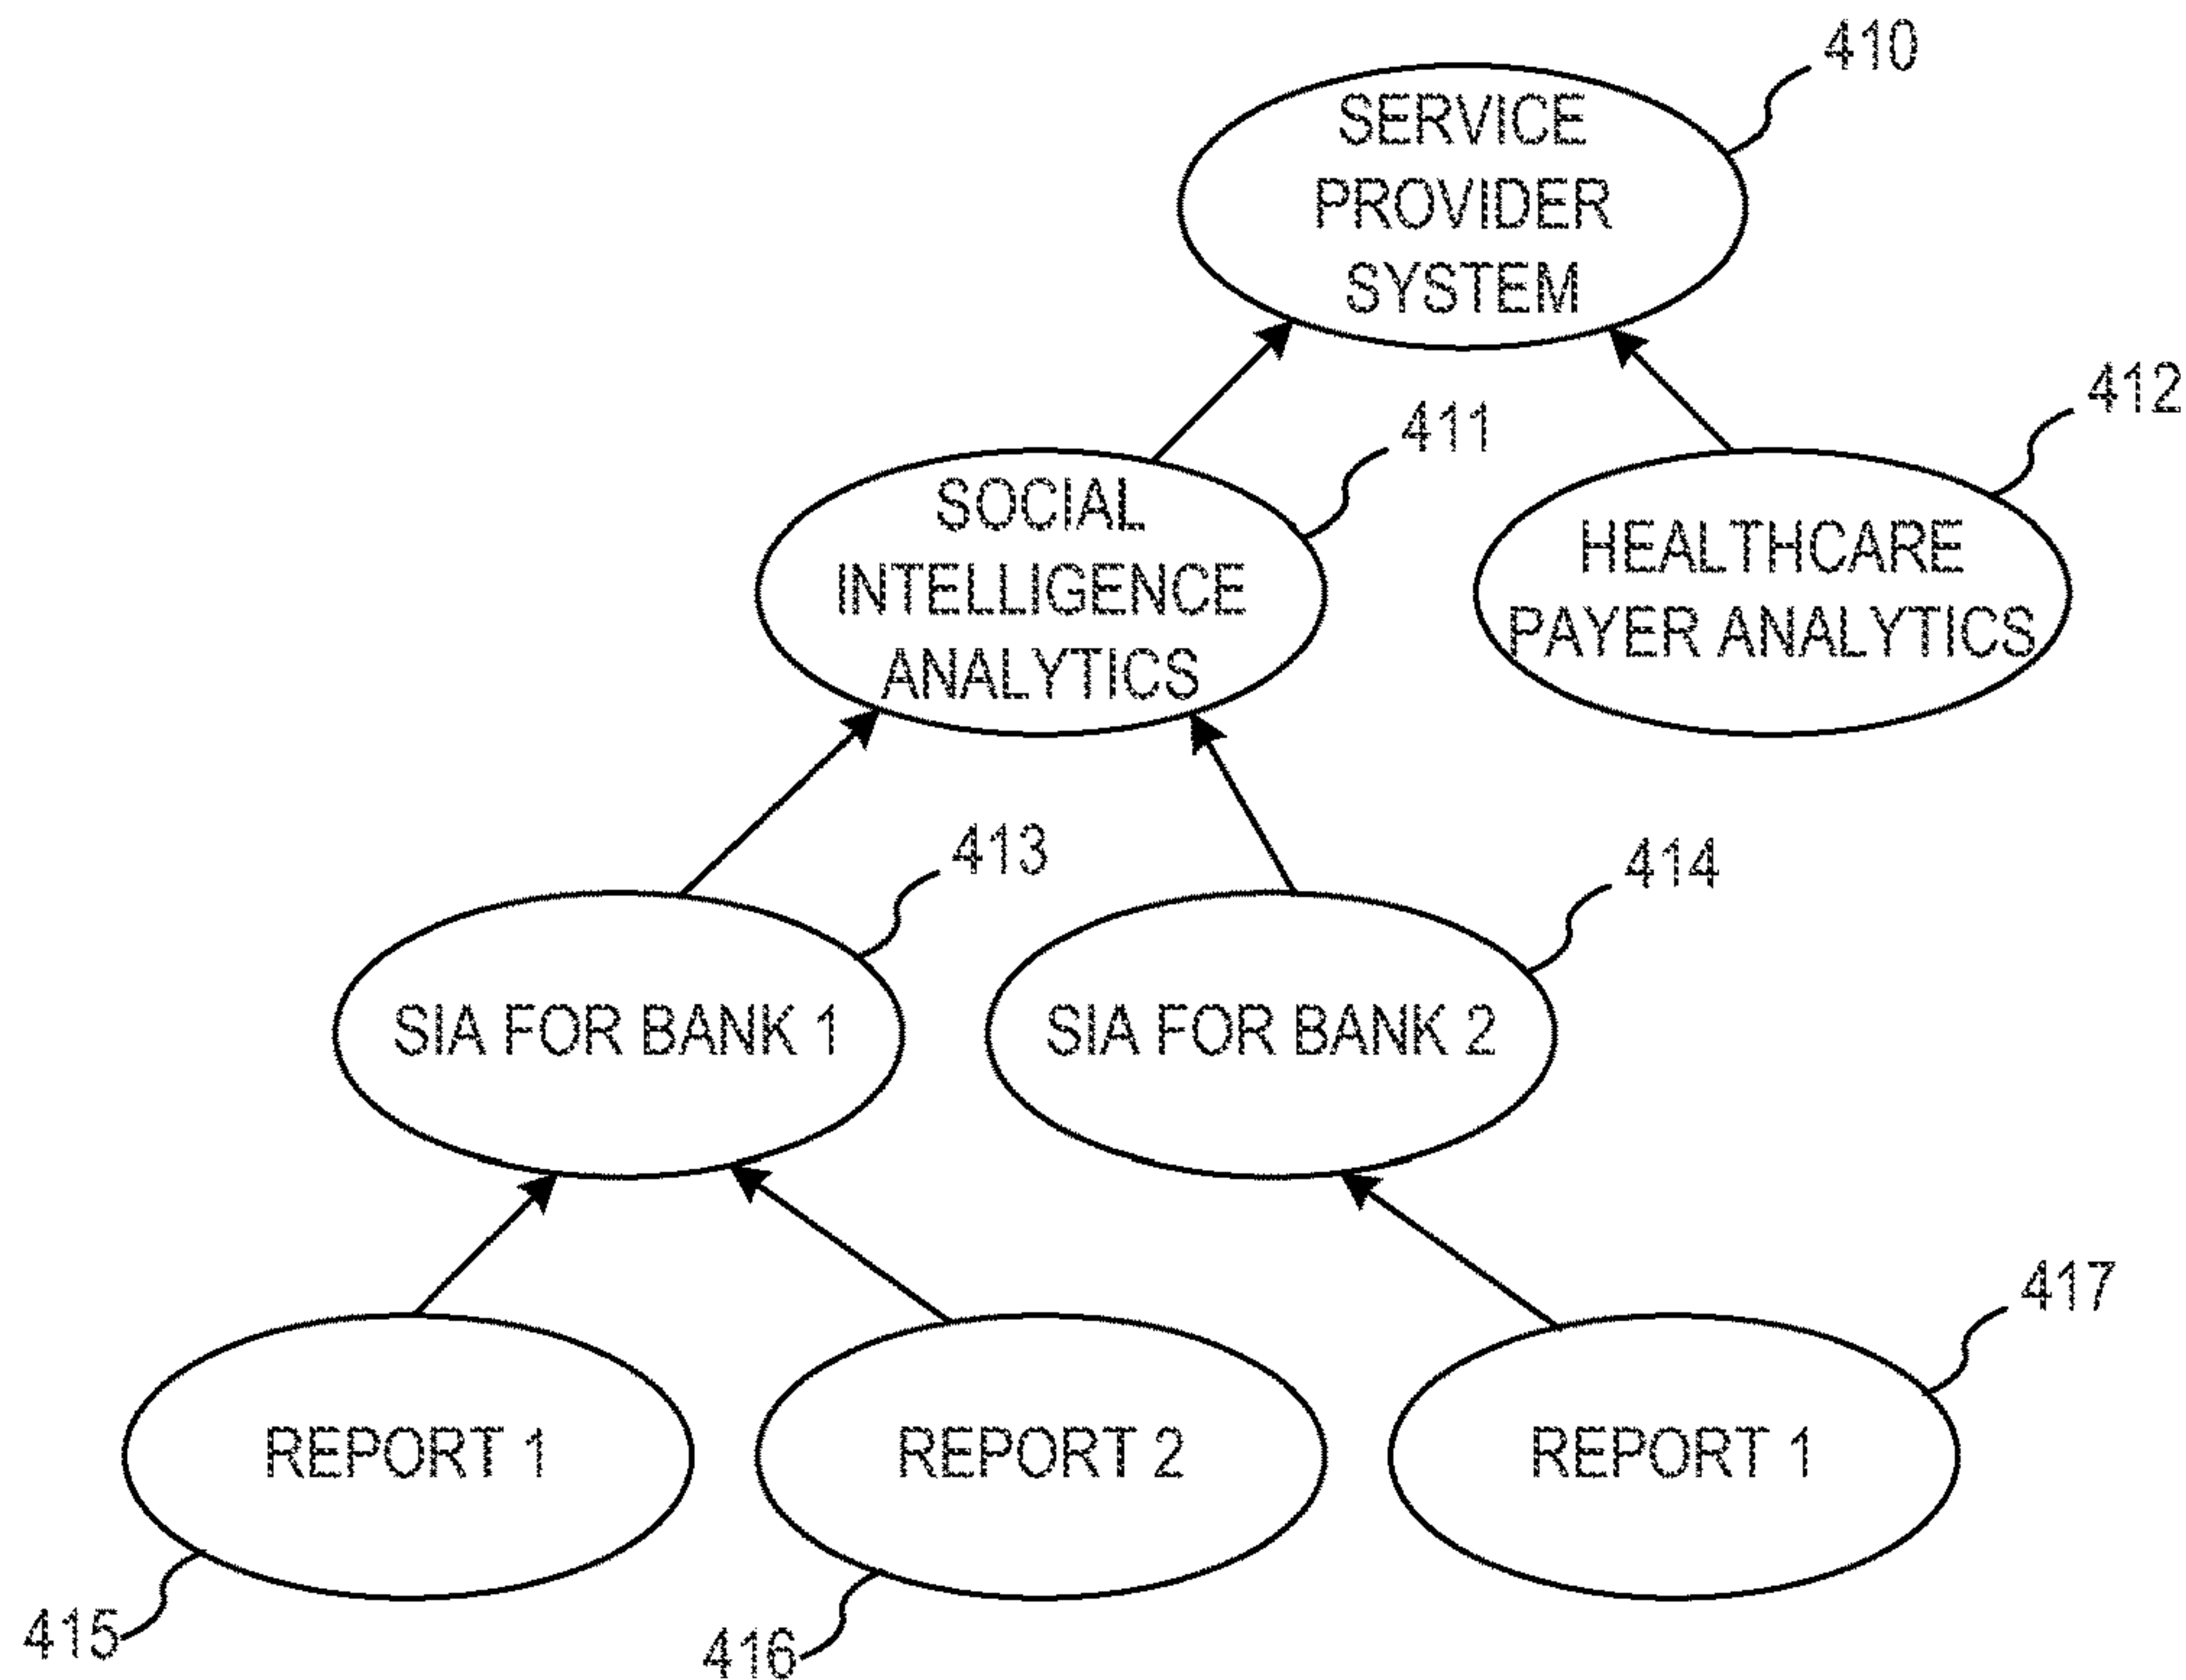 410
SERVICE
PROVIDER
SYSTEM
412
411
SOCIAL
INTELLIGENCE
ANALYTICS
HEALTHCARE
PAYER ANALYTICS
413
414
SIA FOR BANK 1
SIA FOR BANK 2
417
REPORT 1
REPORT 2
REPORT 1
415
416